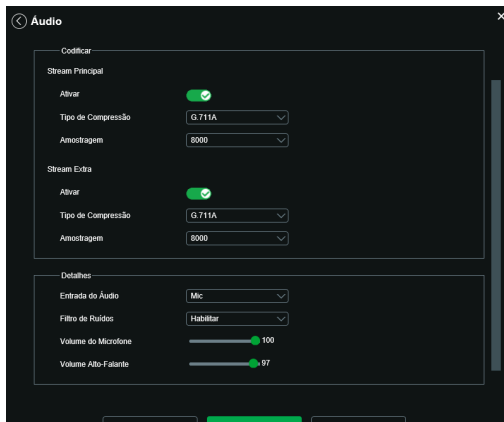 Áudio
Codificar
Stream Principal
Ativar
Tipo de Compressão G.711A
Amostragem 8000
Stream Extra
Ativar
Tipo de Compressão G.711A
Amostragem 8000
Detalhes
Entrada do Áudio Mic
Filtro de Ruídos Habilitar
Volume do Microfone 100
Volume Alto-Falante 97